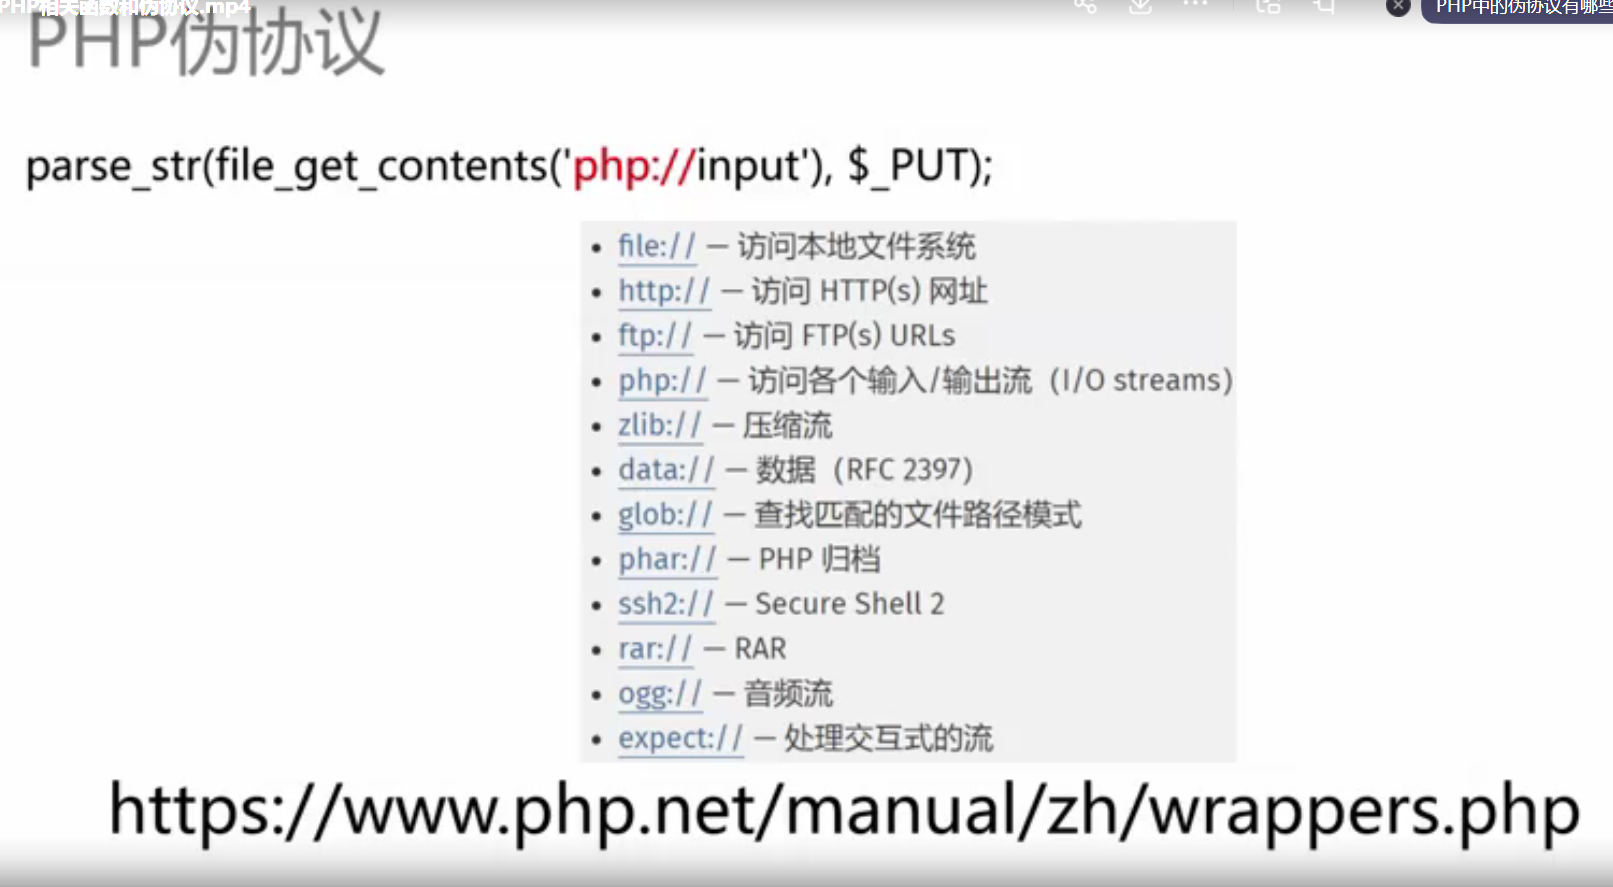 PHP相关函数和伪协议.mp4
PHP中的伪协议有哪些
PHP伪协议
parse_str(file_get_contents('php://input'), $_PUT);
• file:// — 访问本地文件系统
• http:// — 访问 HTTP(s) 网址
• ftp:// — 访问 FTP(s) URLs
• php:// — 访问各个输入/输出流（I/O streams）
• zlib:// — 压缩流
• data:// — 数据（RFC 2397）
• glob:// — 查找匹配的文件路径模式
• phar:// — PHP 归档
• ssh2:// — Secure Shell 2
• rar:// — RAR
• ogg:// — 音频流
• expect:// — 处理交互式的流
https://www.php.net/manual/zh/wrappers.php